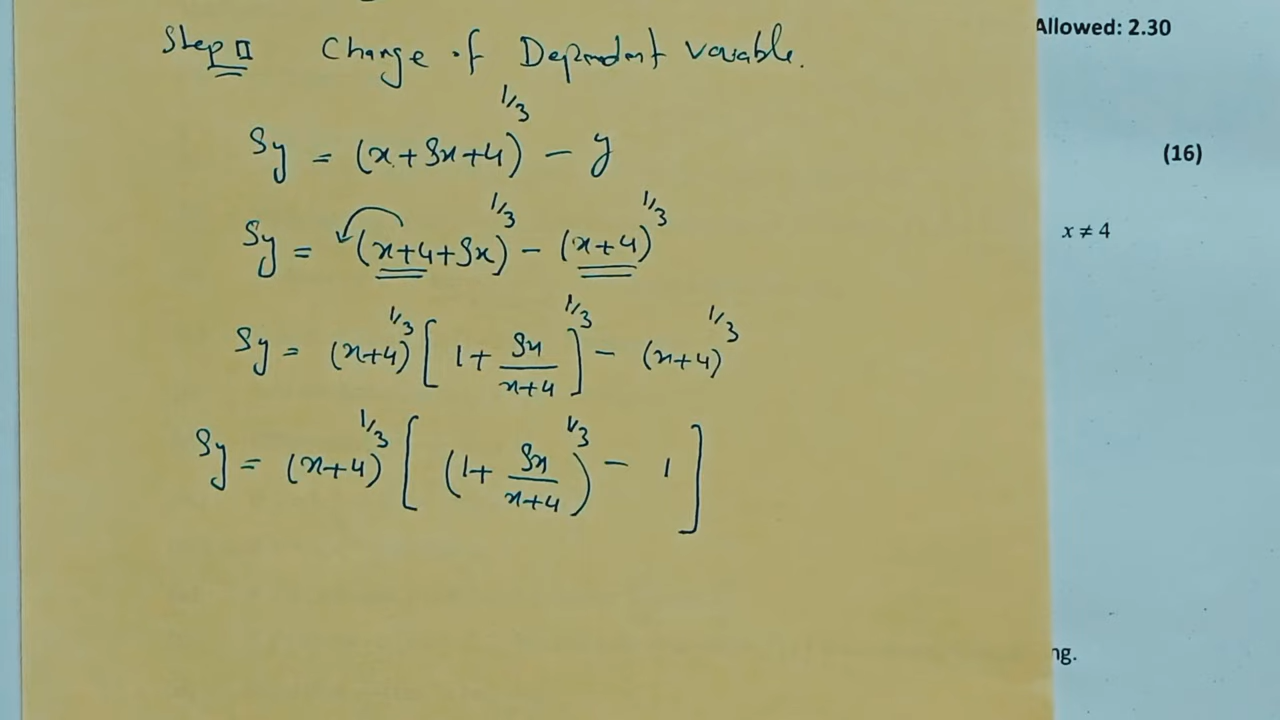 Step II Change of Dependent Variable.
Allowed: 2.30
δy = (x+δx+4)^1/3 − y
(16)
δy = (x+4+δx)^1/3 − (x+4)^1/3
x ≠ 4
δy = (x+4)^1/3 [1+ δx/x+4]^1/3 − (x+4)^1/3
δy = (x+4)^1/3 [(1+ δx/x+4)^1/3 − 1]
ng.